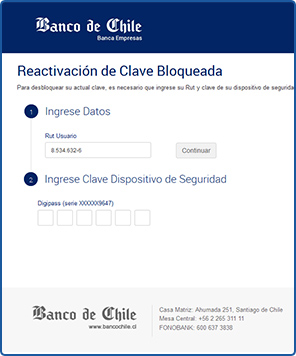 Banco de Chile
Banca Empresas
Reactivación de Clave Bloqueada
Para desbloquear su actual clave, es necesario que ingrese su Rut y clave de su dispositivo de segurida
1 Ingrese Datos
Rut Usuario
8.534.632-6 Continuar
2 Ingrese Clave Dispositivo de Seguridad
Digipass (serie XXXXXX9647)
Banco de Chile
www.bancochile.cl
Casa Matriz: Ahumada 251, Santiago de Chile
Mesa Central: +56 2 265 311 11
FONOBANK: 600 637 3838